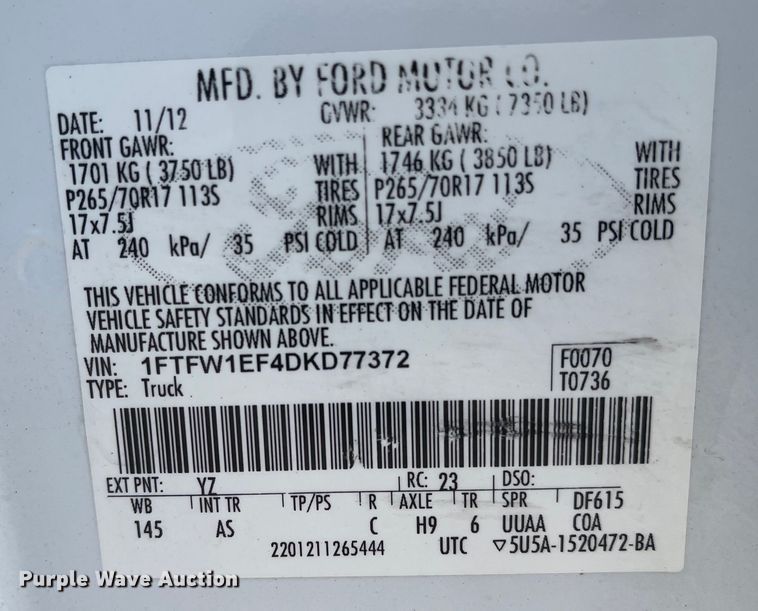 MFD. BY FORD MOTOR CO.
DATE: 11/12 GVWR: 3334 KG ( 7350 LB)
FRONT GAWR: REAR GAWR:
1701 KG ( 3750 LB) WITH 1746 KG ( 3850 LB) WITH
P265/70R17 113S TIRES P265/70R17 113S TIRES
17x7.5J RIMS 17x7.5J RIMS
AT 240 kPa/ 35 PSI COLD AT 240 kPa/ 35 PSI COLD
THIS VEHICLE CONFORMS TO ALL APPLICABLE FEDERAL MOTOR
VEHICLE SAFETY STANDARDS IN EFFECT ON THE DATE OF
MANUFACTURE SHOWN ABOVE.
VIN: 1FTFW1EF4DKD77372 F0070
TYPE: Truck T0736
EXT PNT: YZ RC: 23 DSO:
WB INT TR TP/PS R AXLE TR SPR DF615
145 AS C H9 6 UUAA COA
2201211265444 UTC ▽5U5A-1520472-BA
Purple Wave Auction